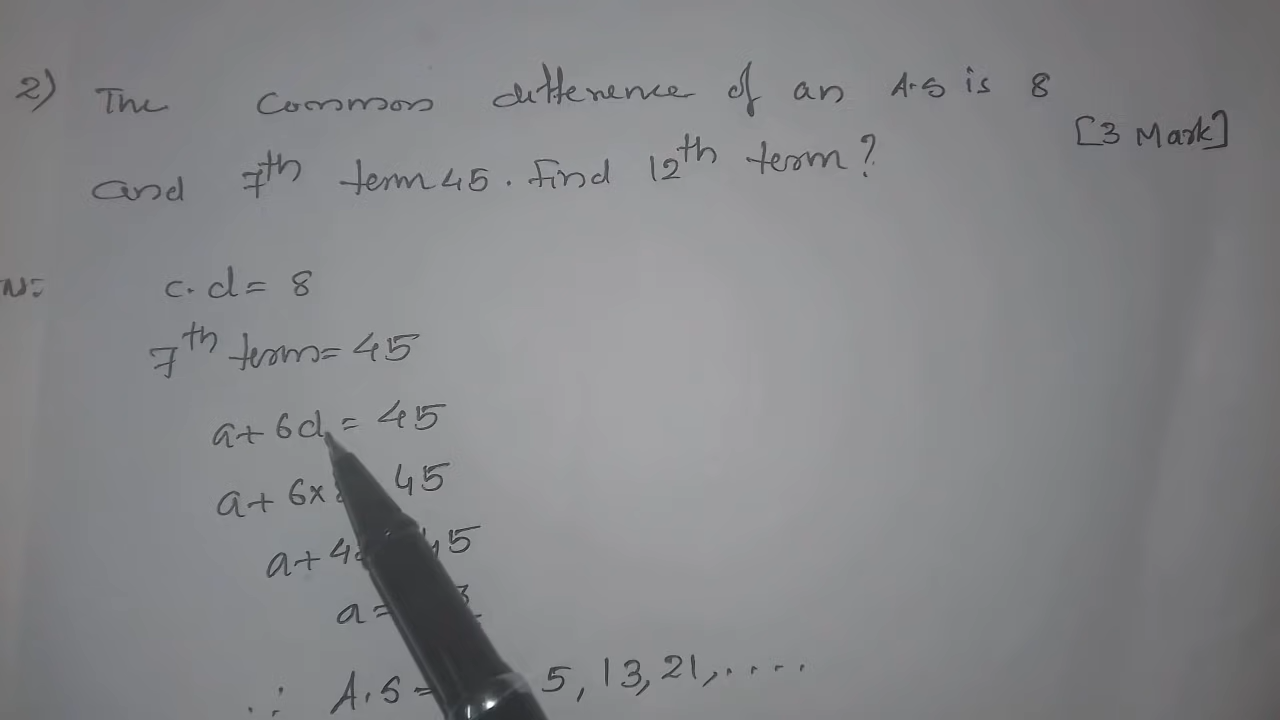 2) The common difference of an A.S is 8
and 7th term 45. Find 12th term? [3 Mark]
c.d = 8
7th term = 45
a + 6d = 45
a + 6x 45
a + 4 45
a =
∴ A.S = 5, 13, 21, ....